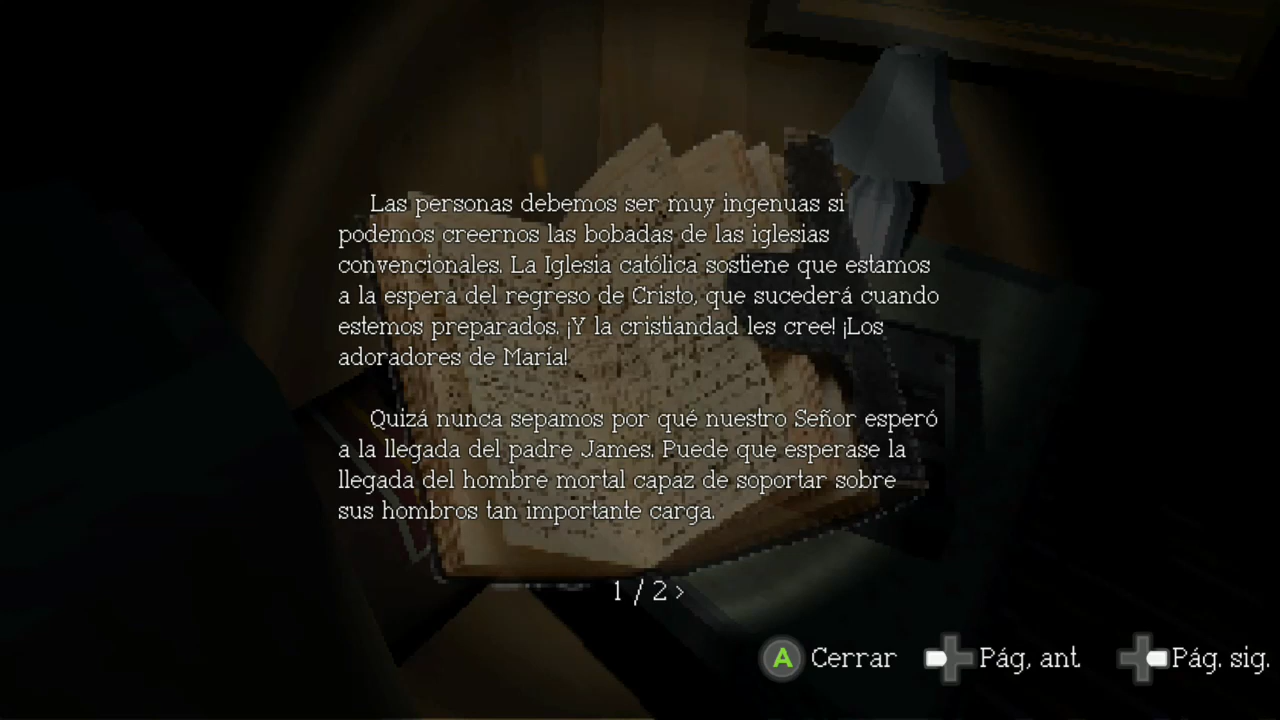 Las personas debemos ser muy ingenuas si
podemos creernos las bobadas de las iglesias
convencionales. La Iglesia católica sostiene que estamos
a la espera del regreso de Cristo, que sucederá cuando
estemos preparados. ¡Y la cristiandad les cree! ¡Los
adoradores de María!
Quizá nunca sepamos por qué nuestro Señor esperó
a la llegada del padre James. Puede que esperase la
llegada del hombre mortal capaz de soportar sobre
sus hombros tan importante carga.
1 / 2 >
A Cerrar Pág, ant. Pág. sig.